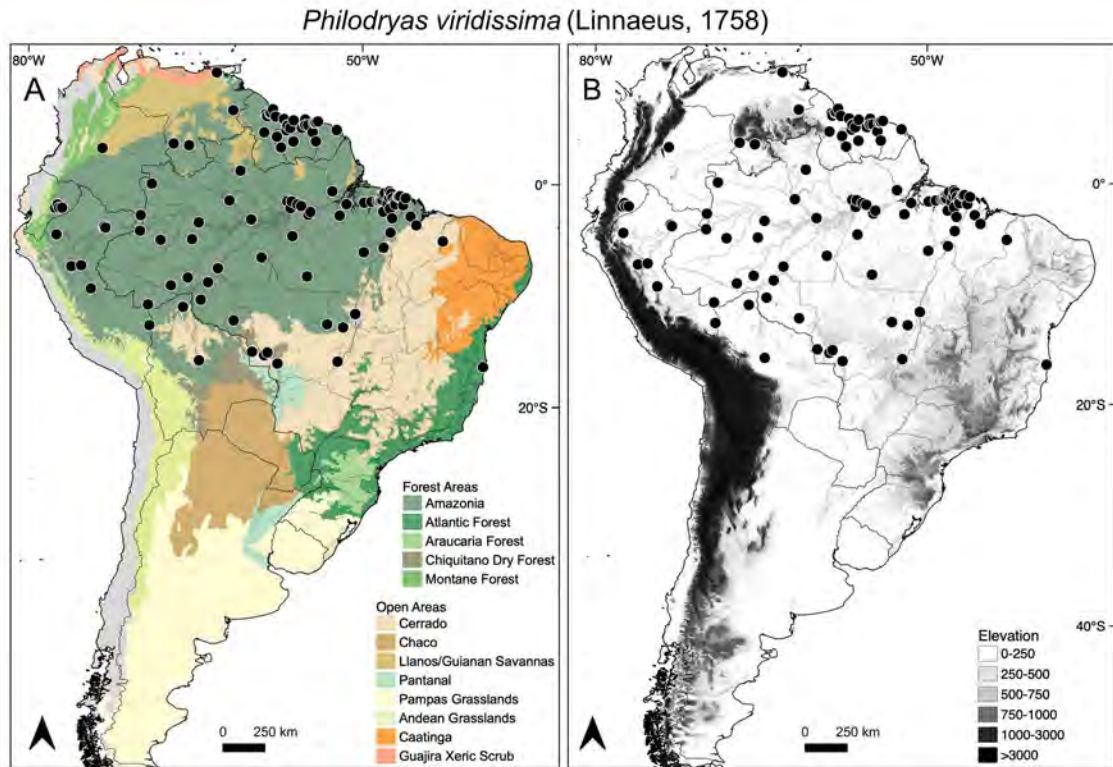 Philodryas viridissima (Linnaeus, 1758)
80°W
50°W
A
0°
20°S
Forest Areas
Amazonia
Atlantic Forest
Araucaria Forest
Chiquitano Dry Forest
Montane Forest
Open Areas
Cerrado
Chaco
Llanos/Guianan Savannas
Pantanal
Pampas Grasslands
Andean Grasslands
Caatinga
Guajira Xeric Scrub
0 250 km
80°W
50°W
B
0°
20°S
40°S
Elevation
0-250
250-500
500-750
750-1000
1000-3000
>3000
0 250 km